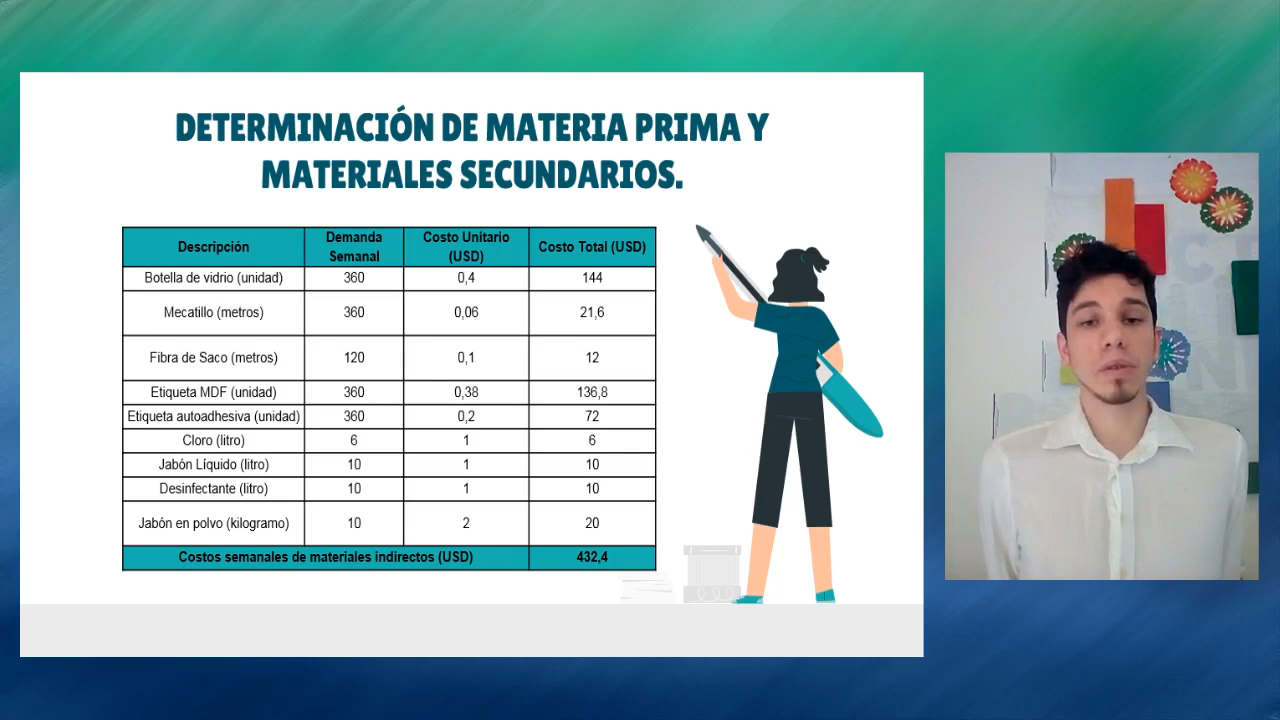 DETERMINACIÓN DE MATERIA PRIMA Y
MATERIALES SECUNDARIOS.
Descripción Demanda Semanal Costo Unitario (USD) Costo Total (USD)
Botella de vidrio (unidad) 360 0,4 144
Mecatillo (metros) 360 0,06 21,6
Fibra de Saco (metros) 120 0,1 12
Etiqueta MDF (unidad) 360 0,38 136,8
Etiqueta autoadhesiva (unidad) 360 0,2 72
Cloro (litro) 6 1 6
Jabón Líquido (litro) 10 1 10
Desinfectante (litro) 10 1 10
Jabón en polvo (kilogramo) 10 2 20
Costos semanales de materiales indirectos (USD) 432,4